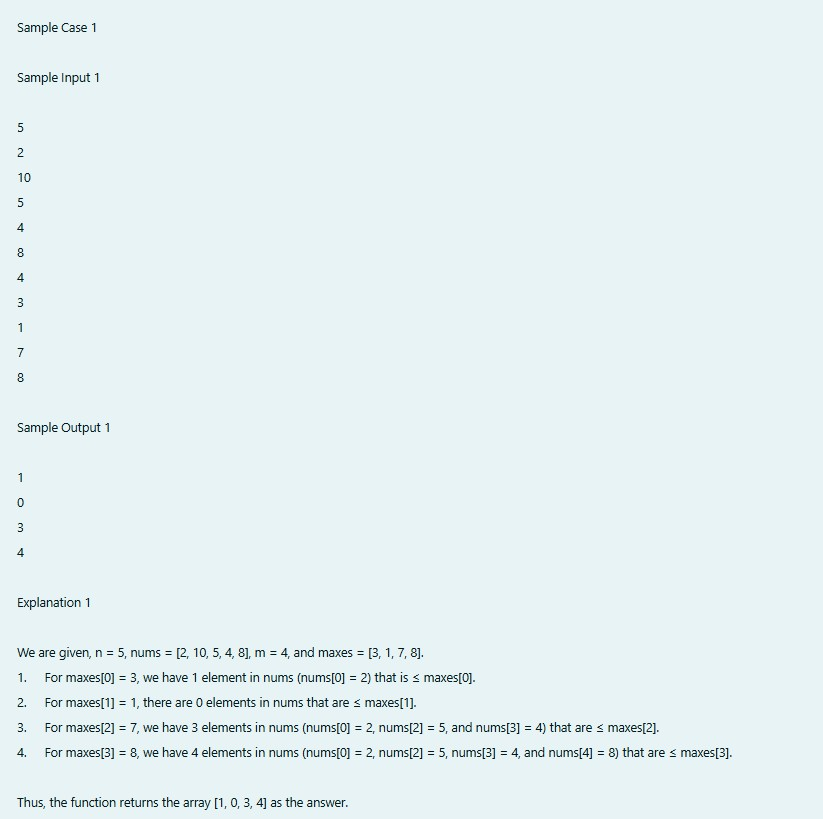 Sample Case 1
Sample Input 1
5
2
10
5
4
8
4
3
1
7
8
Sample Output 1
1
0
3
4
Explanation 1
We are given, n = 5, nums = [2, 10, 5, 4, 8], m = 4, and maxes = [3, 1, 7, 8].
1. For maxes[0] = 3, we have 1 element in nums (nums[0] = 2) that is ≤ maxes[0].
2. For maxes[1] = 1, there are 0 elements in nums that are ≤ maxes[1].
3. For maxes[2] = 7, we have 3 elements in nums (nums[0] = 2, nums[2] = 5, and nums[3] = 4) that are ≤ maxes[2].
4. For maxes[3] = 8, we have 4 elements in nums (nums[0] = 2, nums[2] = 5, nums[3] = 4, and nums[4] = 8) that are ≤ maxes[3].
Thus, the function returns the array [1, 0, 3, 4] as the answer.